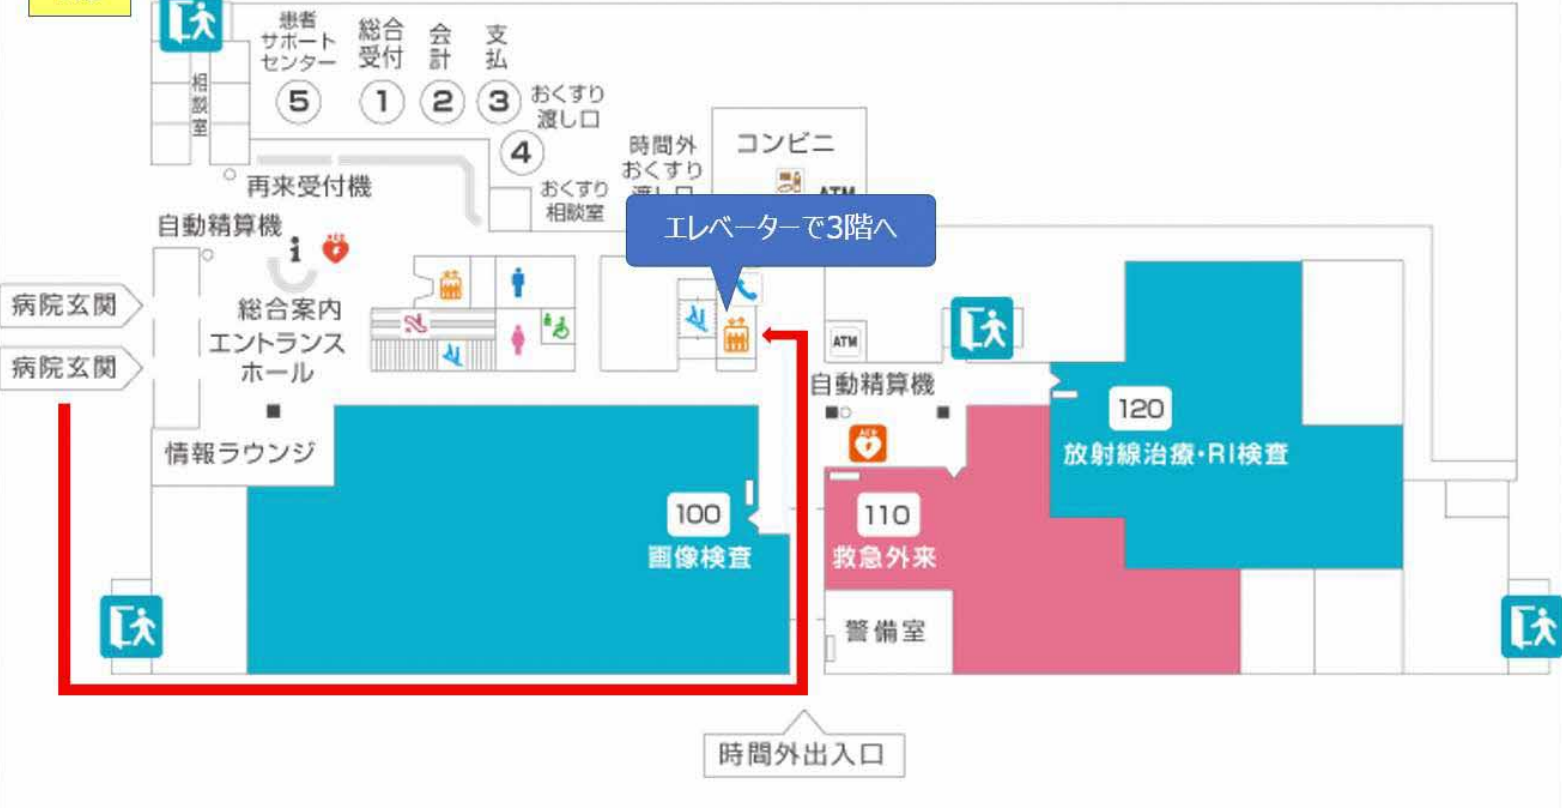 患者
サポート
センター
⑤
総合
受付
①
会
計
②
支
払
③
おくすり
渡し口
④
相談室
再来受付機
おくすり
相談室
時間外
おくすり
渡し口
コンビニ
ATM
エレベーターで3階へ
自動精算機
病院玄関
病院玄関
総合案内
エントランス
ホール
情報ラウンジ
ATM
自動精算機
AED
100
画像検査
110
救急外来
120
放射線治療・RI検査
警備室
時間外出入口